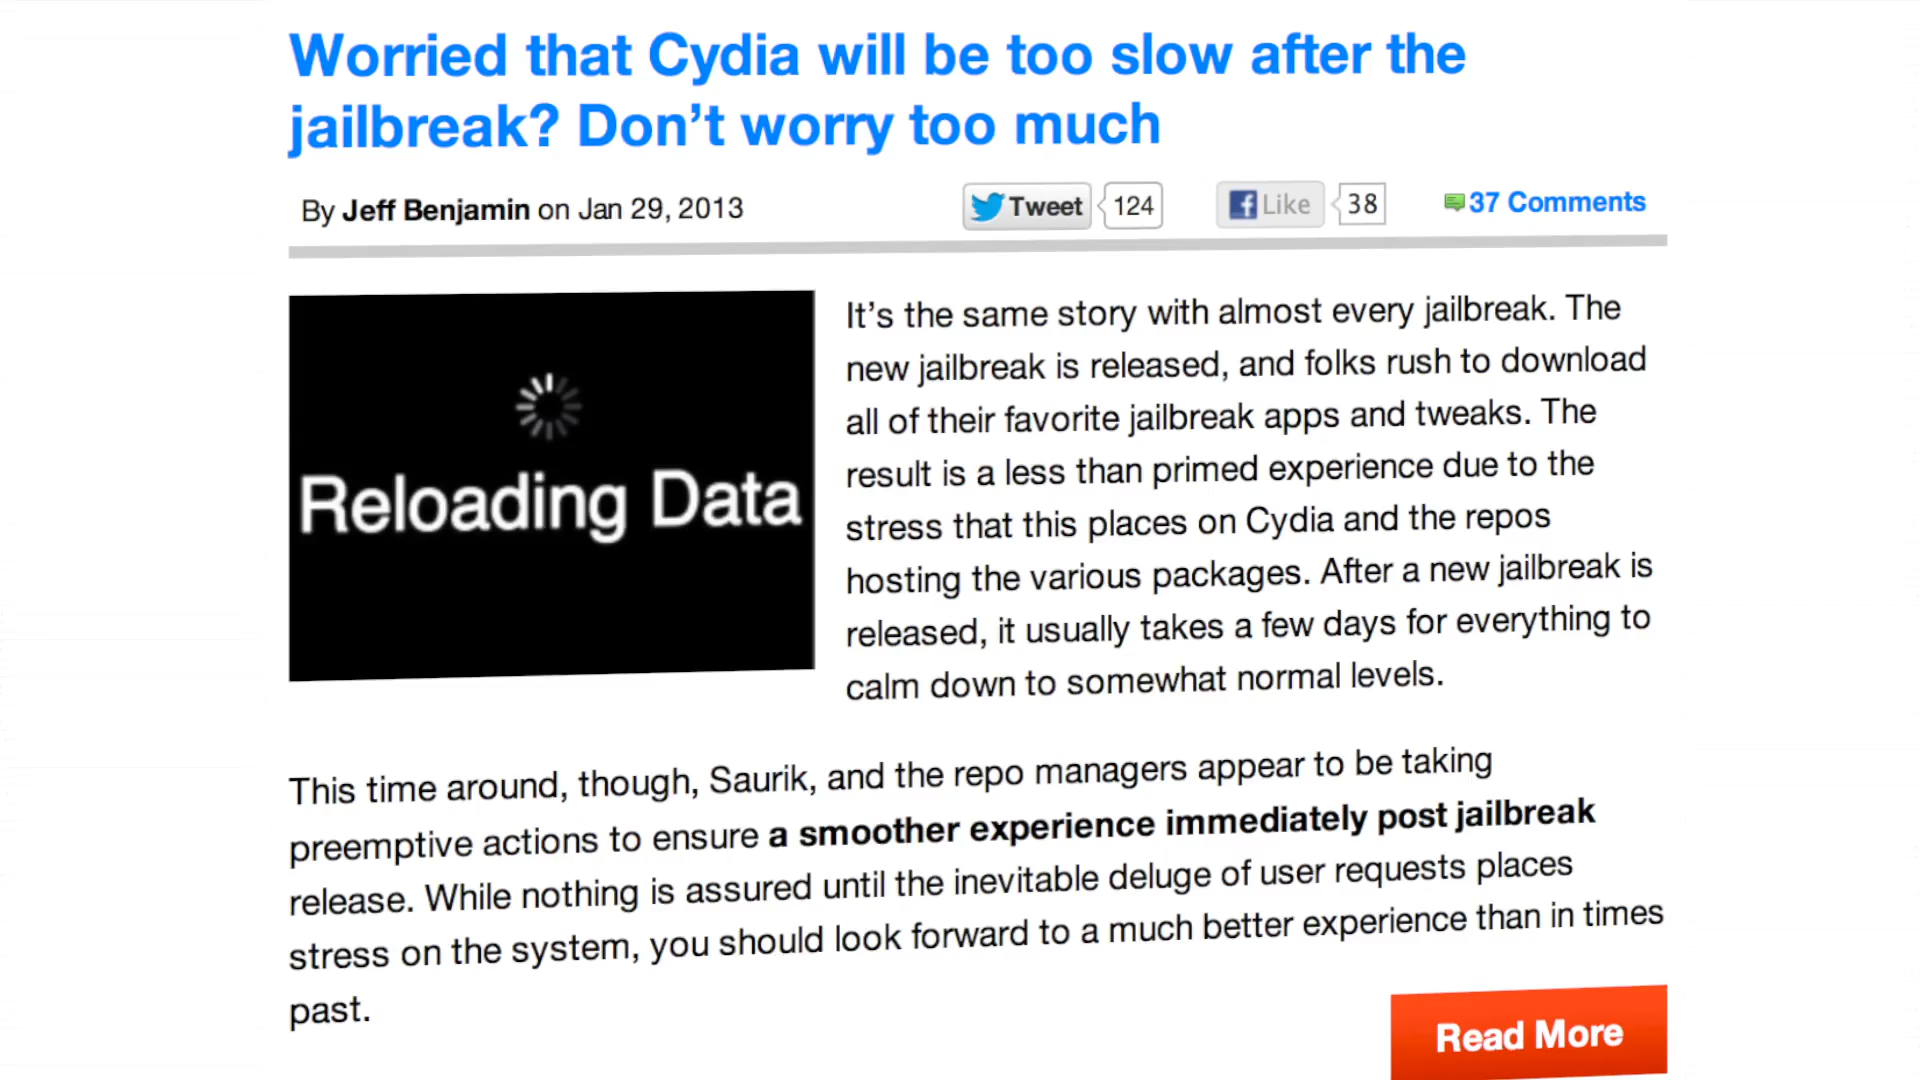 Worried that Cydia will be too slow after the
jailbreak? Don’t worry too much
By Jeff Benjamin on Jan 29, 2013
Tweet 124
Like 38
37 Comments
Reloading Data
It’s the same story with almost every jailbreak. The
new jailbreak is released, and folks rush to download
all of their favorite jailbreak apps and tweaks. The
result is a less than primed experience due to the
stress that this places on Cydia and the repos
hosting the various packages. After a new jailbreak is
released, it usually takes a few days for everything to
calm down to somewhat normal levels.
This time around, though, Saurik, and the repo managers appear to be taking
preemptive actions to ensure a smoother experience immediately post jailbreak
release. While nothing is assured until the inevitable deluge of user requests places
stress on the system, you should look forward to a much better experience than in times
past.
Read More